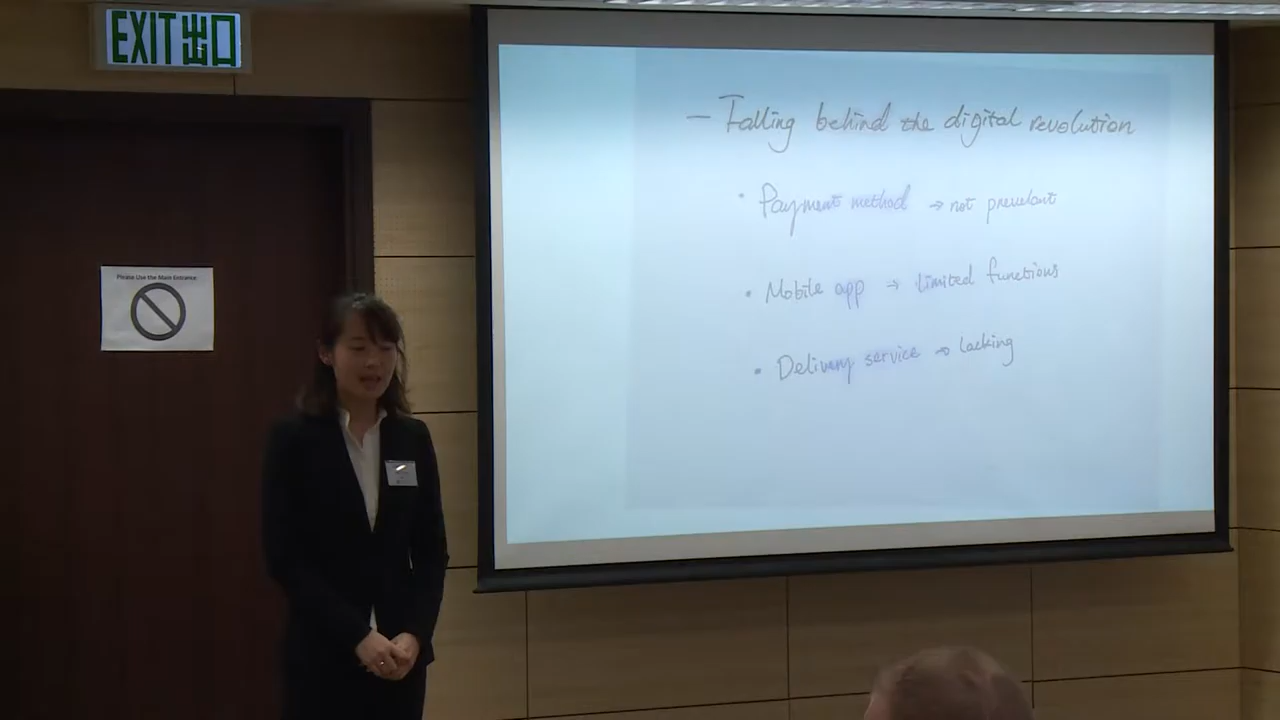 EXIT 出口
Please Use the Main Entrance
— Falling behind the digital revolution
• Payment method → not prevelant
• Mobile app → limited functions
• Delivery service → lacking